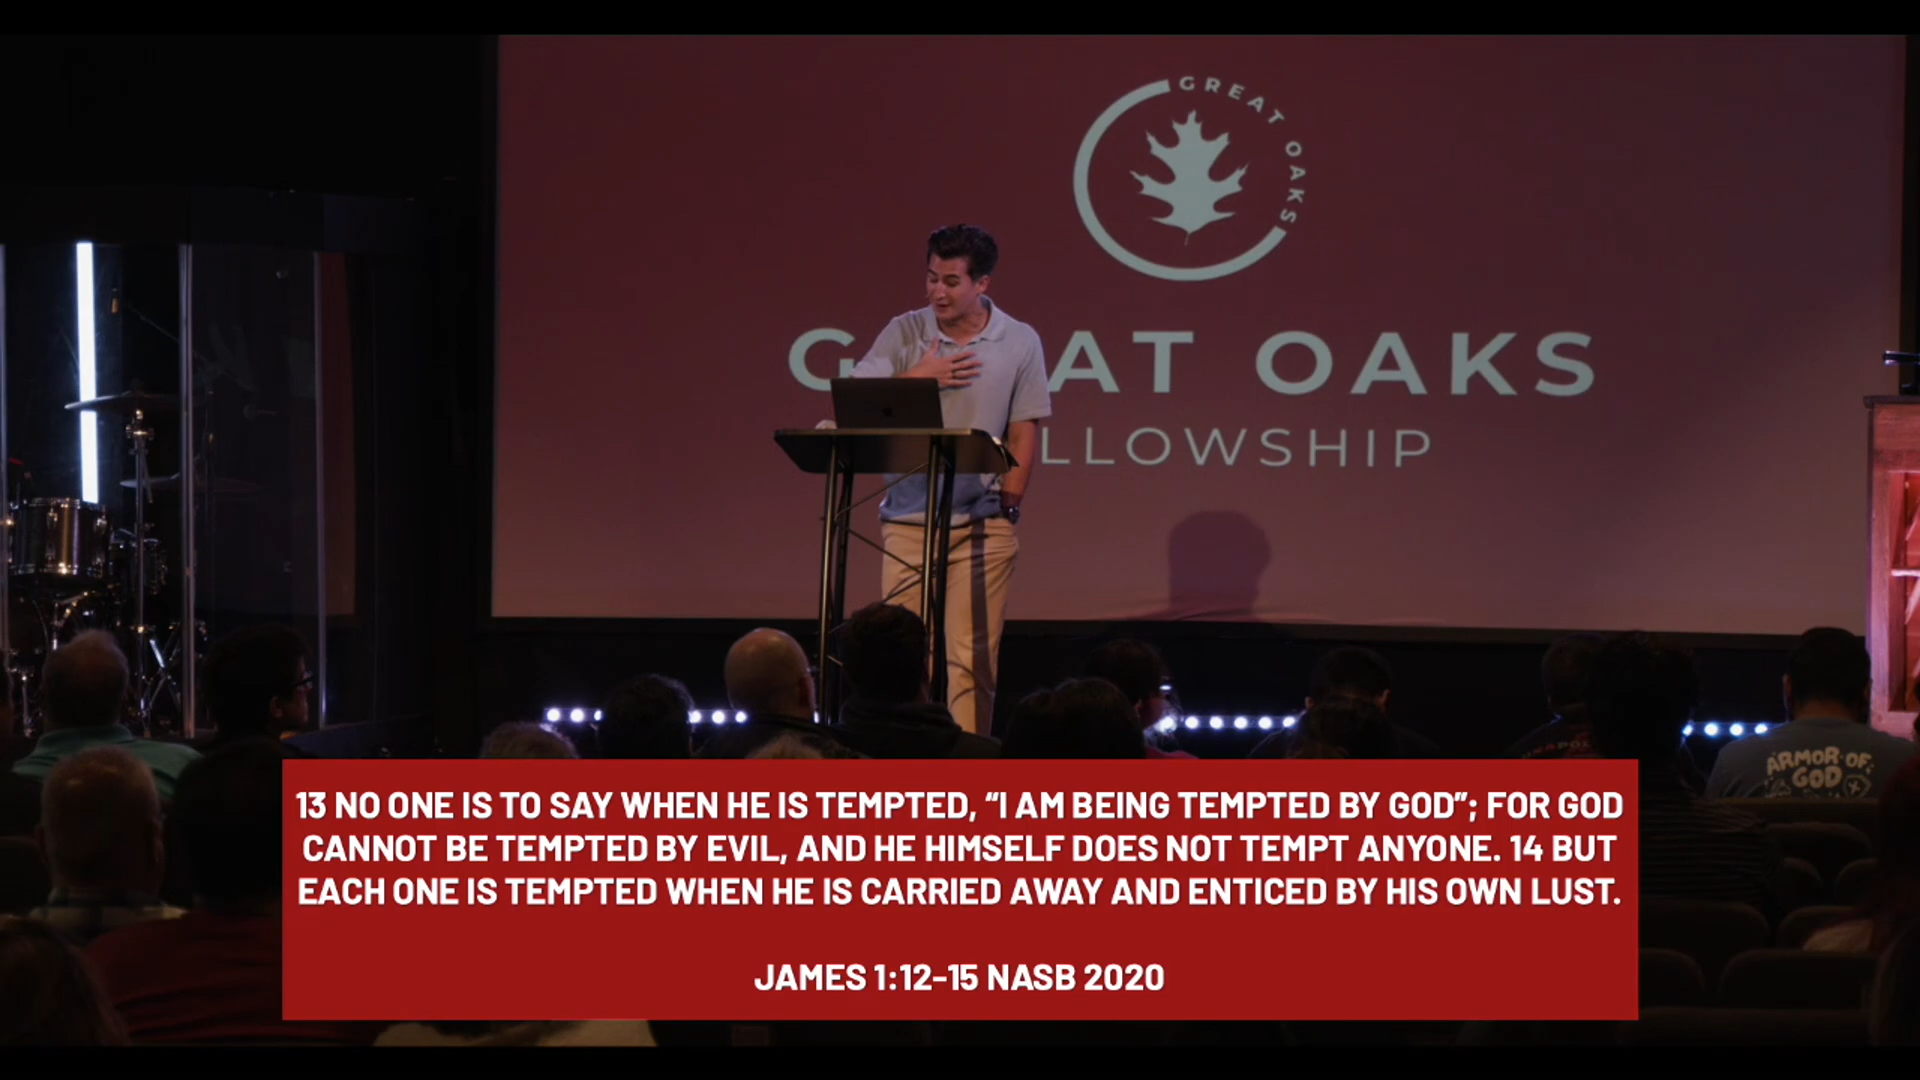 GREAT OAKS
G AT OAKS
LLOWSHIP
ARMOR OF
GOD
13 NO ONE IS TO SAY WHEN HE IS TEMPTED, “I AM BEING TEMPTED BY GOD”; FOR GOD
CANNOT BE TEMPTED BY EVIL, AND HE HIMSELF DOES NOT TEMPT ANYONE. 14 BUT
EACH ONE IS TEMPTED WHEN HE IS CARRIED AWAY AND ENTICED BY HIS OWN LUST.
JAMES 1:12-15 NASB 2020